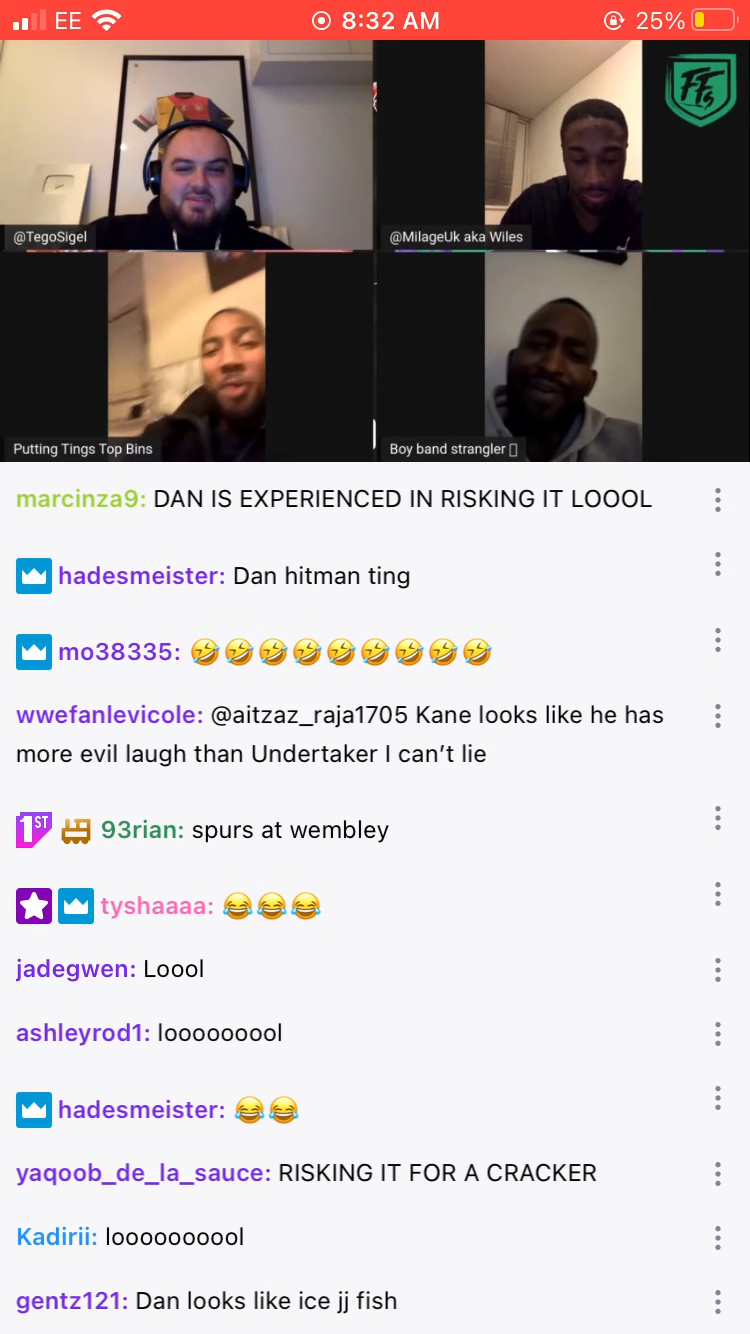 EE 8:32 AM 25%
FTFs
@TegoSigel
@MilageUk aka Wiles
Putting Tings Top Bins
Boy band strangler
marcinza9: DAN IS EXPERIENCED IN RISKING IT LOOOL
hadesmeister: Dan hitman ting
mo38335: 🤣🤣🤣🤣🤣🤣🤣🤣🤣
wwefanlevicole: @aitzaz_raja1705 Kane looks like he has
more evil laugh than Undertaker I can’t lie
1ST 93rian: spurs at wembley
tyshaaaa: 😂😂😂
jadegwen: Loool
ashleyrod1: looooooool
hadesmeister: 😂😂
yaqoob_de_la_sauce: RISKING IT FOR A CRACKER
Kadirii: looooooooool
gentz121: Dan looks like ice jj fish